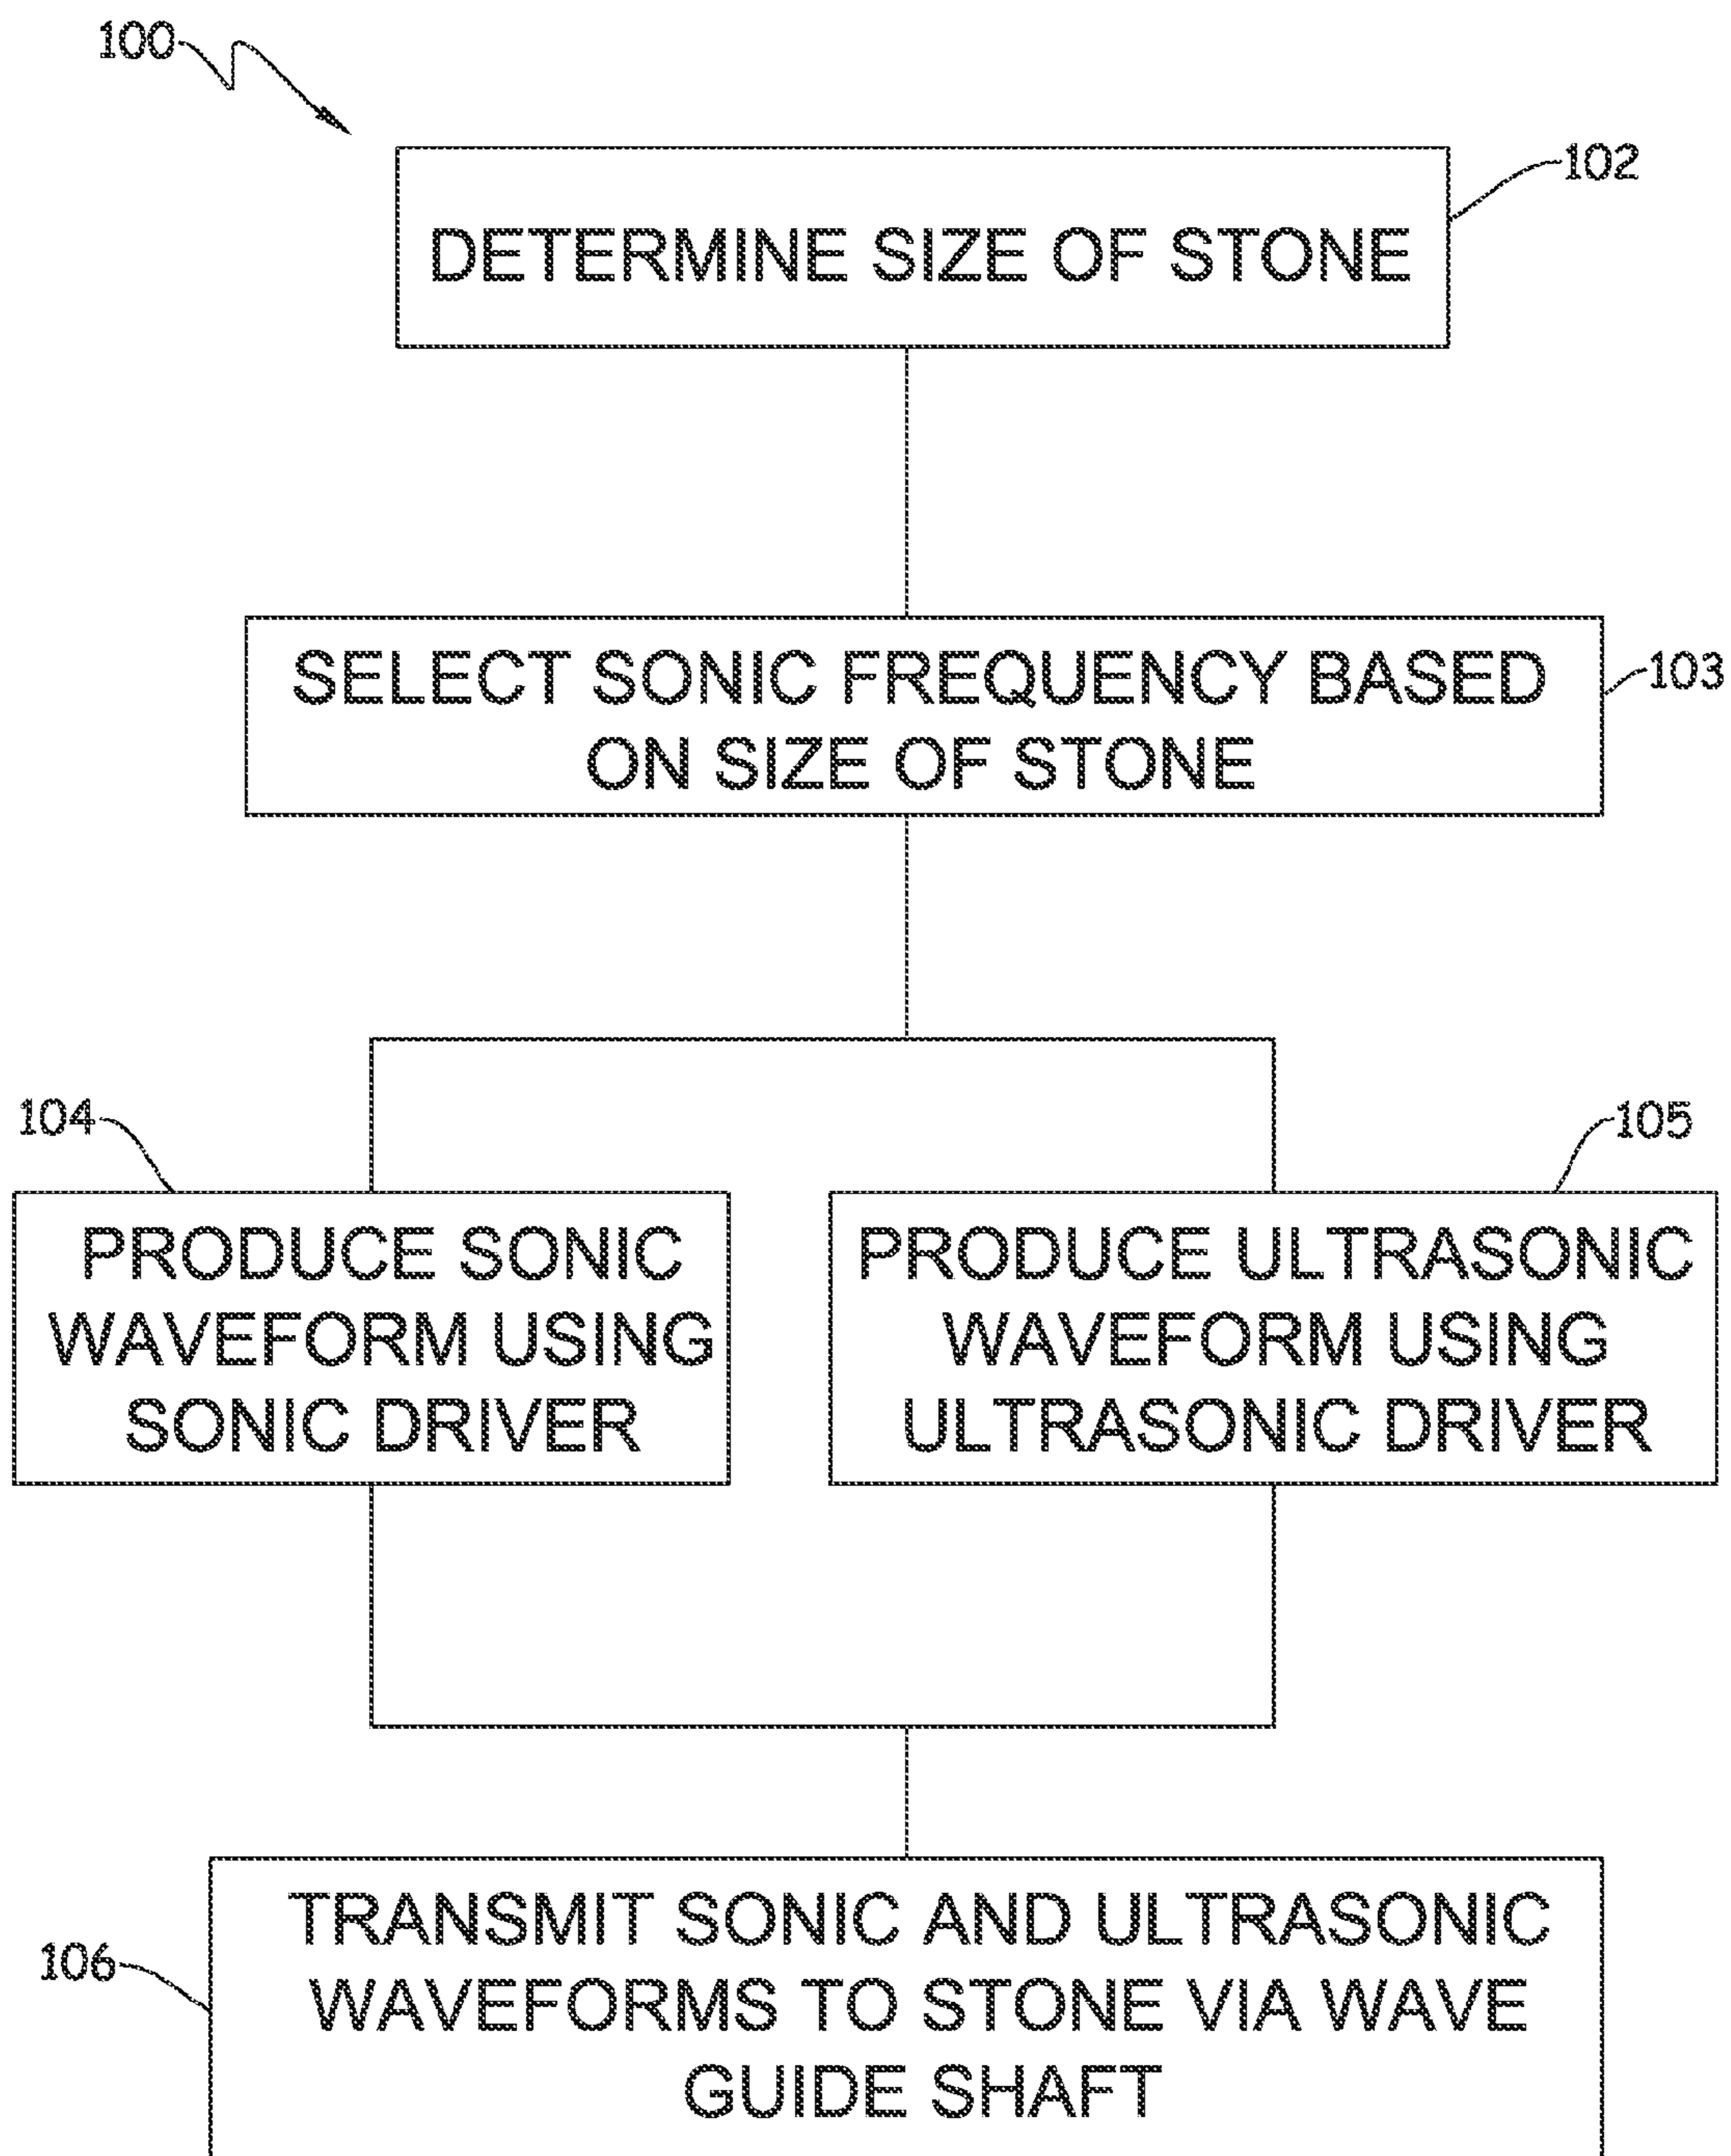 100
102
DETERMINE SIZE OF STONE
103
SELECT SONIC FREQUENCY BASED
ON SIZE OF STONE
104
105
PRODUCE SONIC
WAVEFORM USING
SONIC DRIVER
PRODUCE ULTRASONIC
WAVEFORM USING
ULTRASONIC DRIVER
106
TRANSMIT SONIC AND ULTRASONIC
WAVEFORMS TO STONE VIA WAVE
GUIDE SHAFT